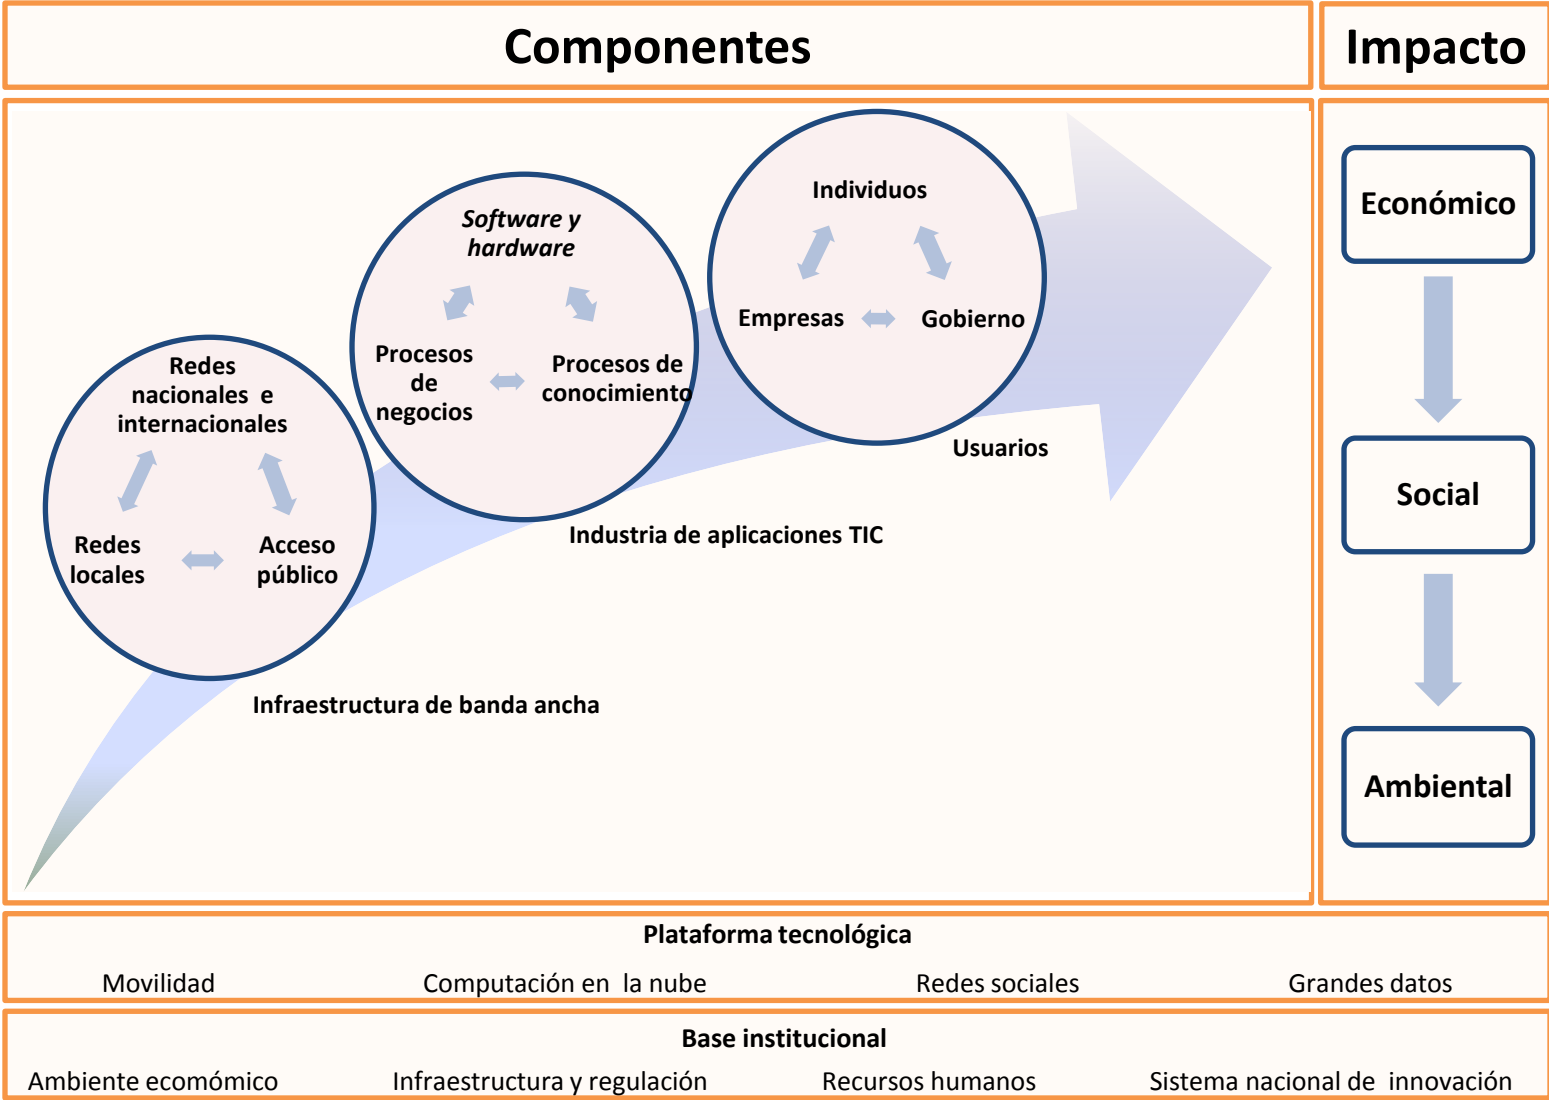 Componentes
Impacto
Individuos
Empresas
Gobierno
Usuarios
Software y
hardware
Procesos
de
negocios
Procesos de
conocimiento
Industria de aplicaciones TIC
Redes
nacionales e
internacionales
Redes
locales
Acceso
público
Infraestructura de banda ancha
Económico
Social
Ambiental
Plataforma tecnológica
Movilidad
Computación en la nube
Redes sociales
Grandes datos
Base institucional
Ambiente ecomómico
Infraestructura y regulación
Recursos humanos
Sistema nacional de innovación